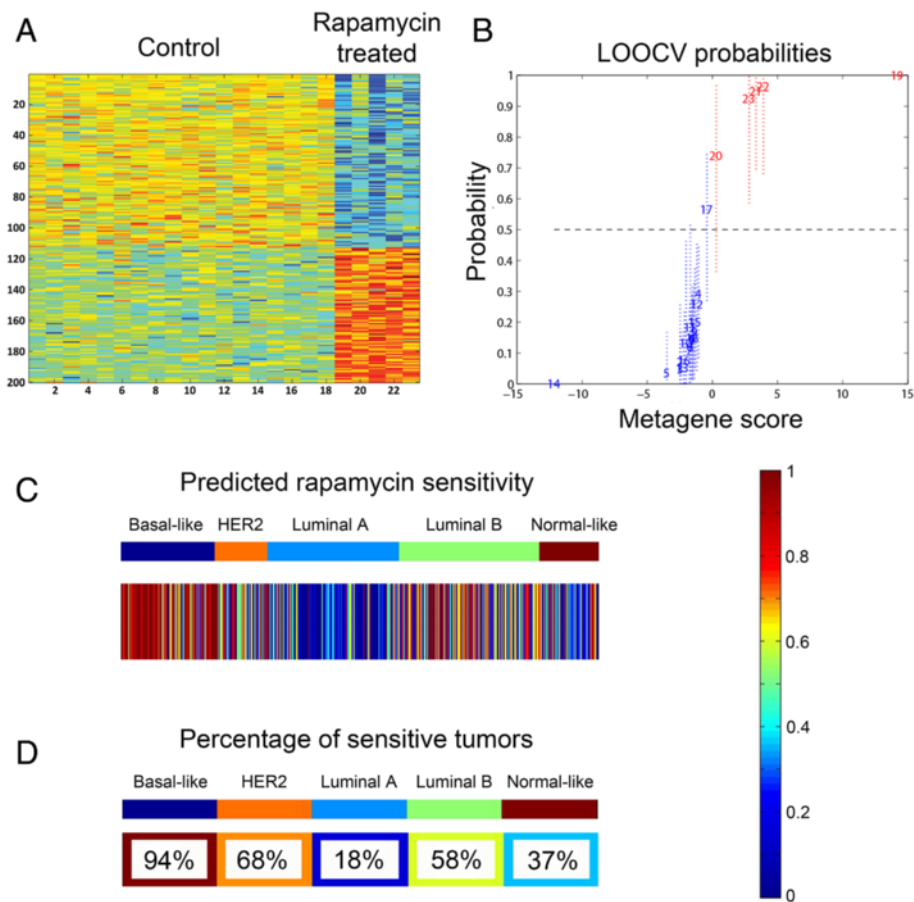 A
Control
Rapamycin
treated
20
40
60
80
100
120
140
160
180
200
2 4 6 8 10 12 14 16 18 20 22
B
LOOCV probabilities
Probability
1
0.9
0.8
0.7
0.6
0.5
0.4
0.3
0.2
0.1
0
19
22
21
23
20
17
4
12
15
5
14
−15 −10 −5 0 5 10 15
Metagene score
C
Predicted rapamycin sensitivity
Basal-like HER2 Luminal A Luminal B Normal-like
D
Percentage of sensitive tumors
Basal-like HER2 Luminal A Luminal B Normal-like
94% 68% 18% 58% 37%
1
0.8
0.6
0.4
0.2
0